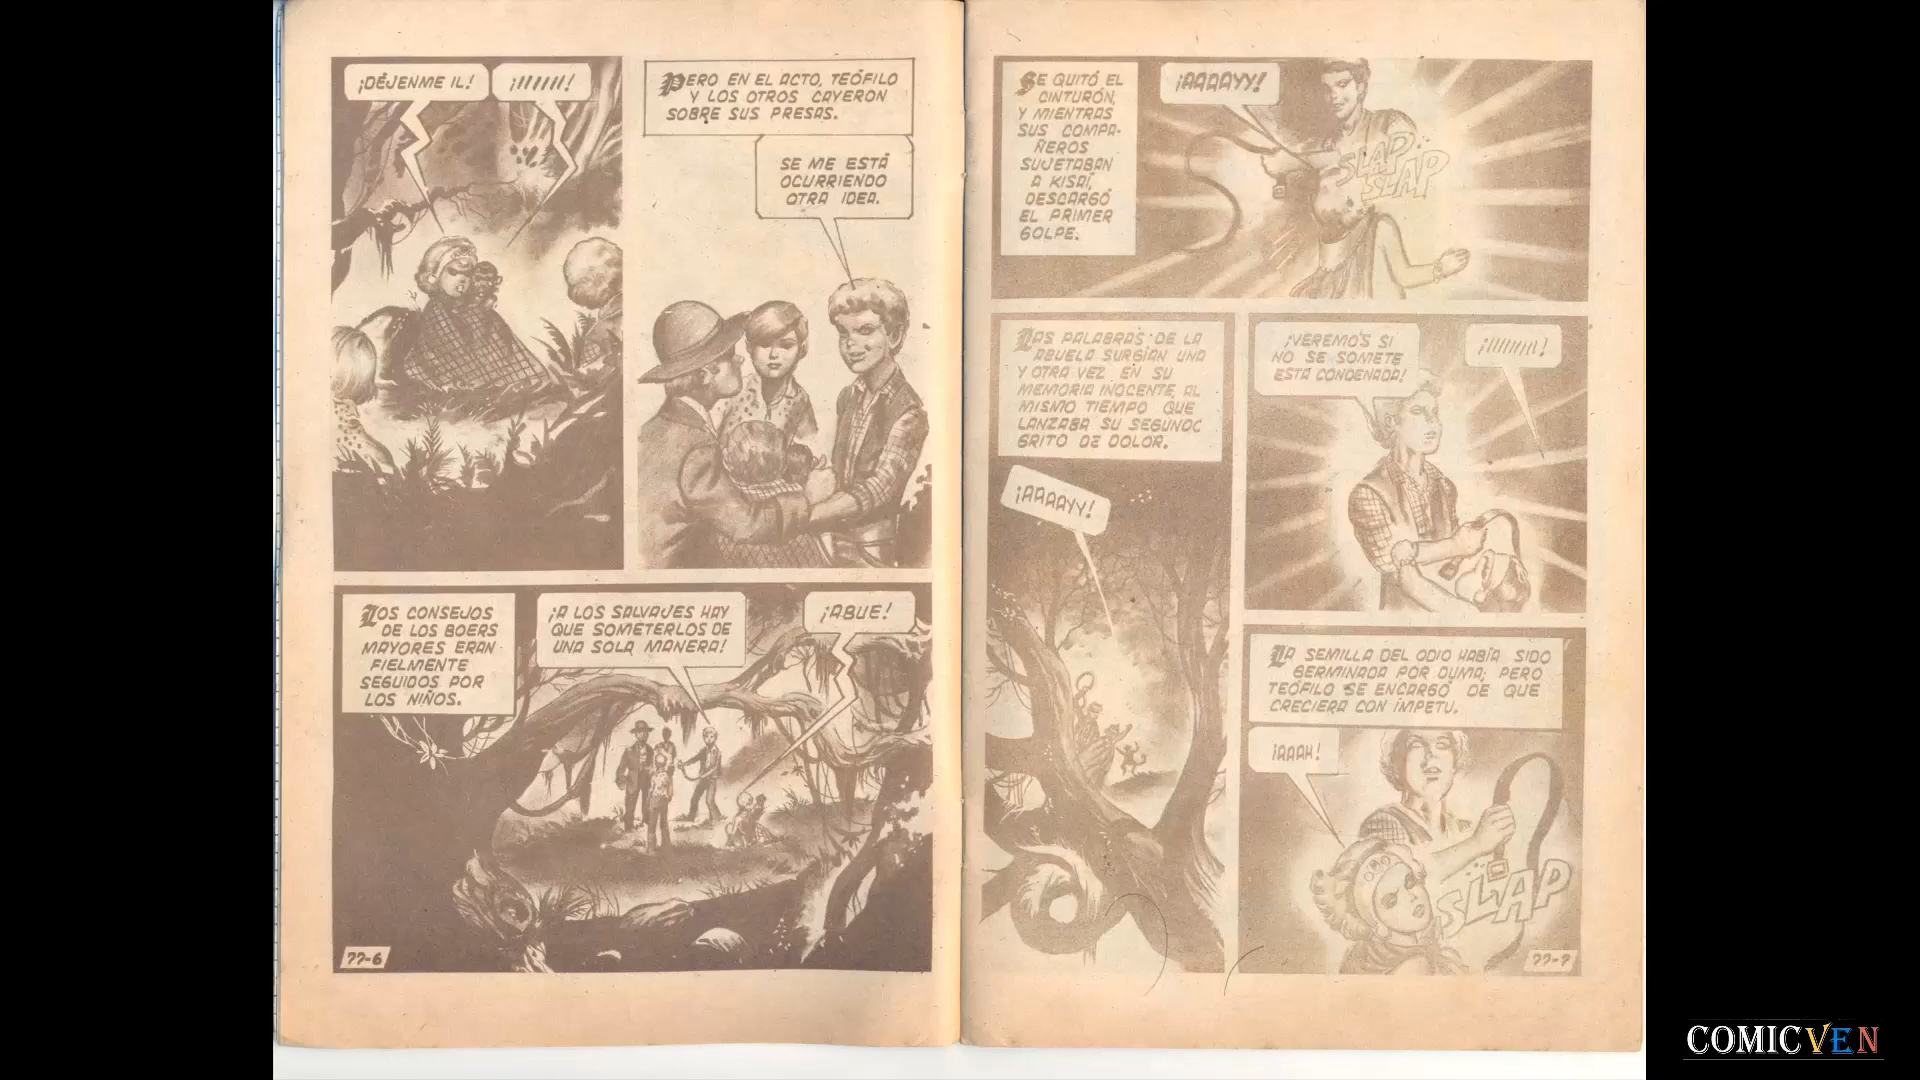 ¡DÉJENME IL!
¡IIIIIII!
PERO EN EL ACTO, TEÓFILO
Y LOS OTROS CAYERON
SOBRE SUS PRESAS.
SE ME ESTÁ
OCURRIENDO
OTRA IDEA.
LOS CONSEJOS
DE LOS BOERS
MAYORES ERAN
FIELMENTE
SEGUIDOS POR
LOS NIÑOS.
¡A LOS SALVAJES HAY
QUE SOMETERLOS DE
UNA SOLA MANERA!
¡ABUE!
77-6
SE QUITÓ EL
CINTURÓN,
Y MIENTRAS
SUS COMPA-
ÑEROS
SUJETABAN
A KISAÍ,
DESCARGÓ
EL PRIMER
GOLPE.
¡AAAAYY!
SLAP
SLAP
LAS PALABRAS DE LA
ABUELA SURGÍAN UNA
Y OTRA VEZ EN SU
MEMORIA INOCENTE, AL
MISMO TIEMPO QUE
LANZABA SU SEGUNDO
GRITO DE DOLOR.
¡AAAAYY!
¡VEREMOS SI
NO SE SOMETE
ESTA CONDENADA!
¡IIIIIIII!
LA SEMILLA DEL ODIO HABÍA SIDO
GERMINADA POR DUMA; PERO
TEÓFILO SE ENCARGÓ DE QUE
CRECIERA CON ÍMPETU.
¡AAAH!
SLAP
77-7
COMICVEN